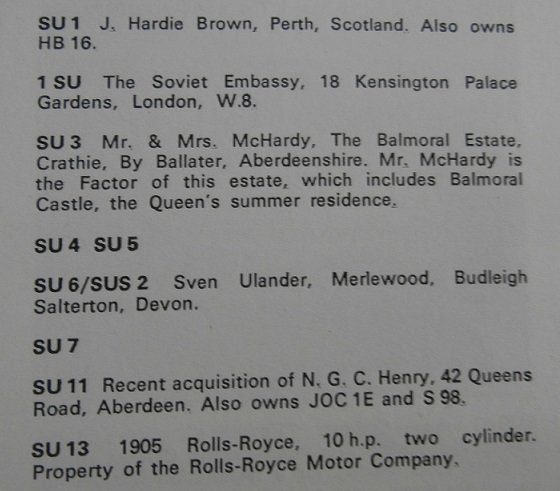 SU 1 J. Hardie Brown, Perth, Scotland. Also owns
HB 16.
1 SU The Soviet Embassy, 18 Kensington Palace
Gardens, London, W.8.
SU 3 Mr. & Mrs. McHardy, The Balmoral Estate,
Crathie, By Ballater, Aberdeenshire. Mr. McHardy is
the Factor of this estate, which includes Balmoral
Castle, the Queen's summer residence.
SU 4 SU 5
SU 6/SUS 2 Sven Ulander, Merlewood, Budleigh
Salterton, Devon.
SU 7
SU 11 Recent acquisition of N. G. C. Henry, 42 Queens
Road, Aberdeen. Also owns JOC 1E and S 98.
SU 13 1905 Rolls-Royce, 10 h.p. two cylinder.
Property of the Rolls-Royce Motor Company.